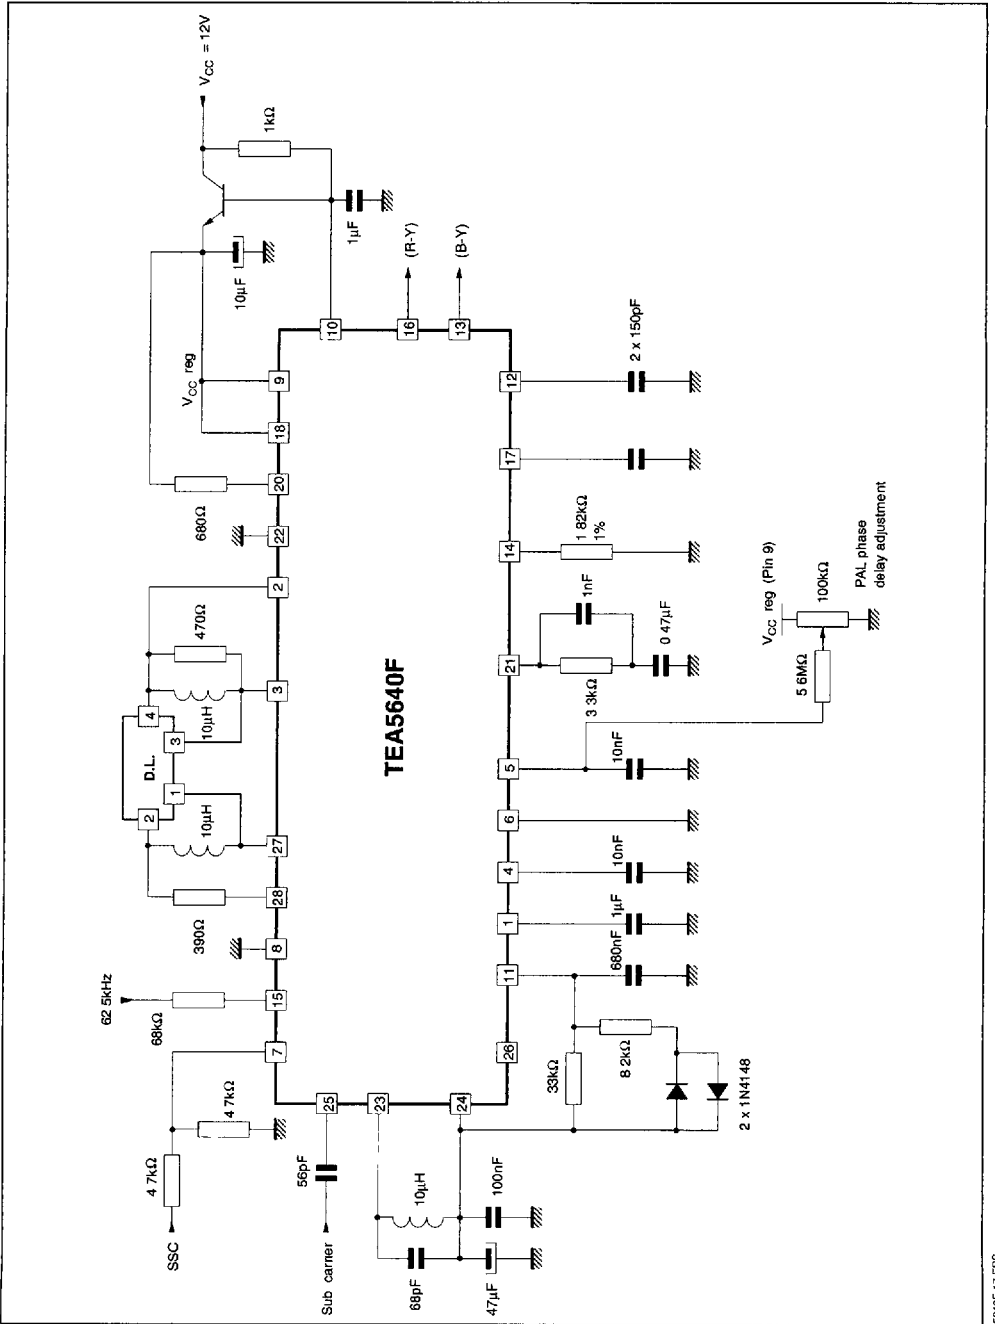 VCC = 12V
1kΩ
1µF
10µF
VCC reg
(R-Y)
(B-Y)
10
16
13
9
18
20
22
2
3
27
28
8
15
7
680Ω
470Ω
10µH
4
3
D.L.
1
2
10µH
390Ω
62 5kHz
68kΩ
4 7kΩ
4 7kΩ
SSC
TEA5640F
25
23
24
56pF
Sub carrier
10µH
68pF
100nF
47µF
12
17
14
21
5
6
4
1
11
26
2 x 150pF
1 82kΩ
1%
1nF
3 3kΩ
0 47µF
VCC reg (Pin 9)
100kΩ
5 6MΩ
PAL phase
delay adjustment
10nF
10nF
1µF
680nF
33kΩ
8 2kΩ
2 x 1N4148